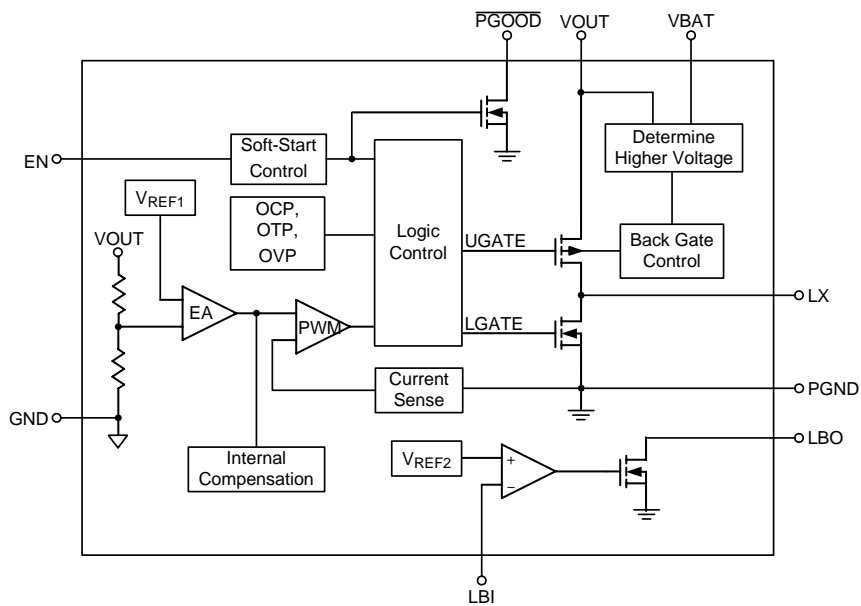 PGOOD
VOUT
VBAT
EN
Soft-Start
Control
Determine
Higher Voltage
VREF1
OCP,
OTP,
OVP
Logic
Control
UGATE
Back Gate
Control
VOUT
EA
PWM
LGATE
LX
Current
Sense
PGND
GND
Internal
Compensation
VREF2
+
−
LBO
LBI